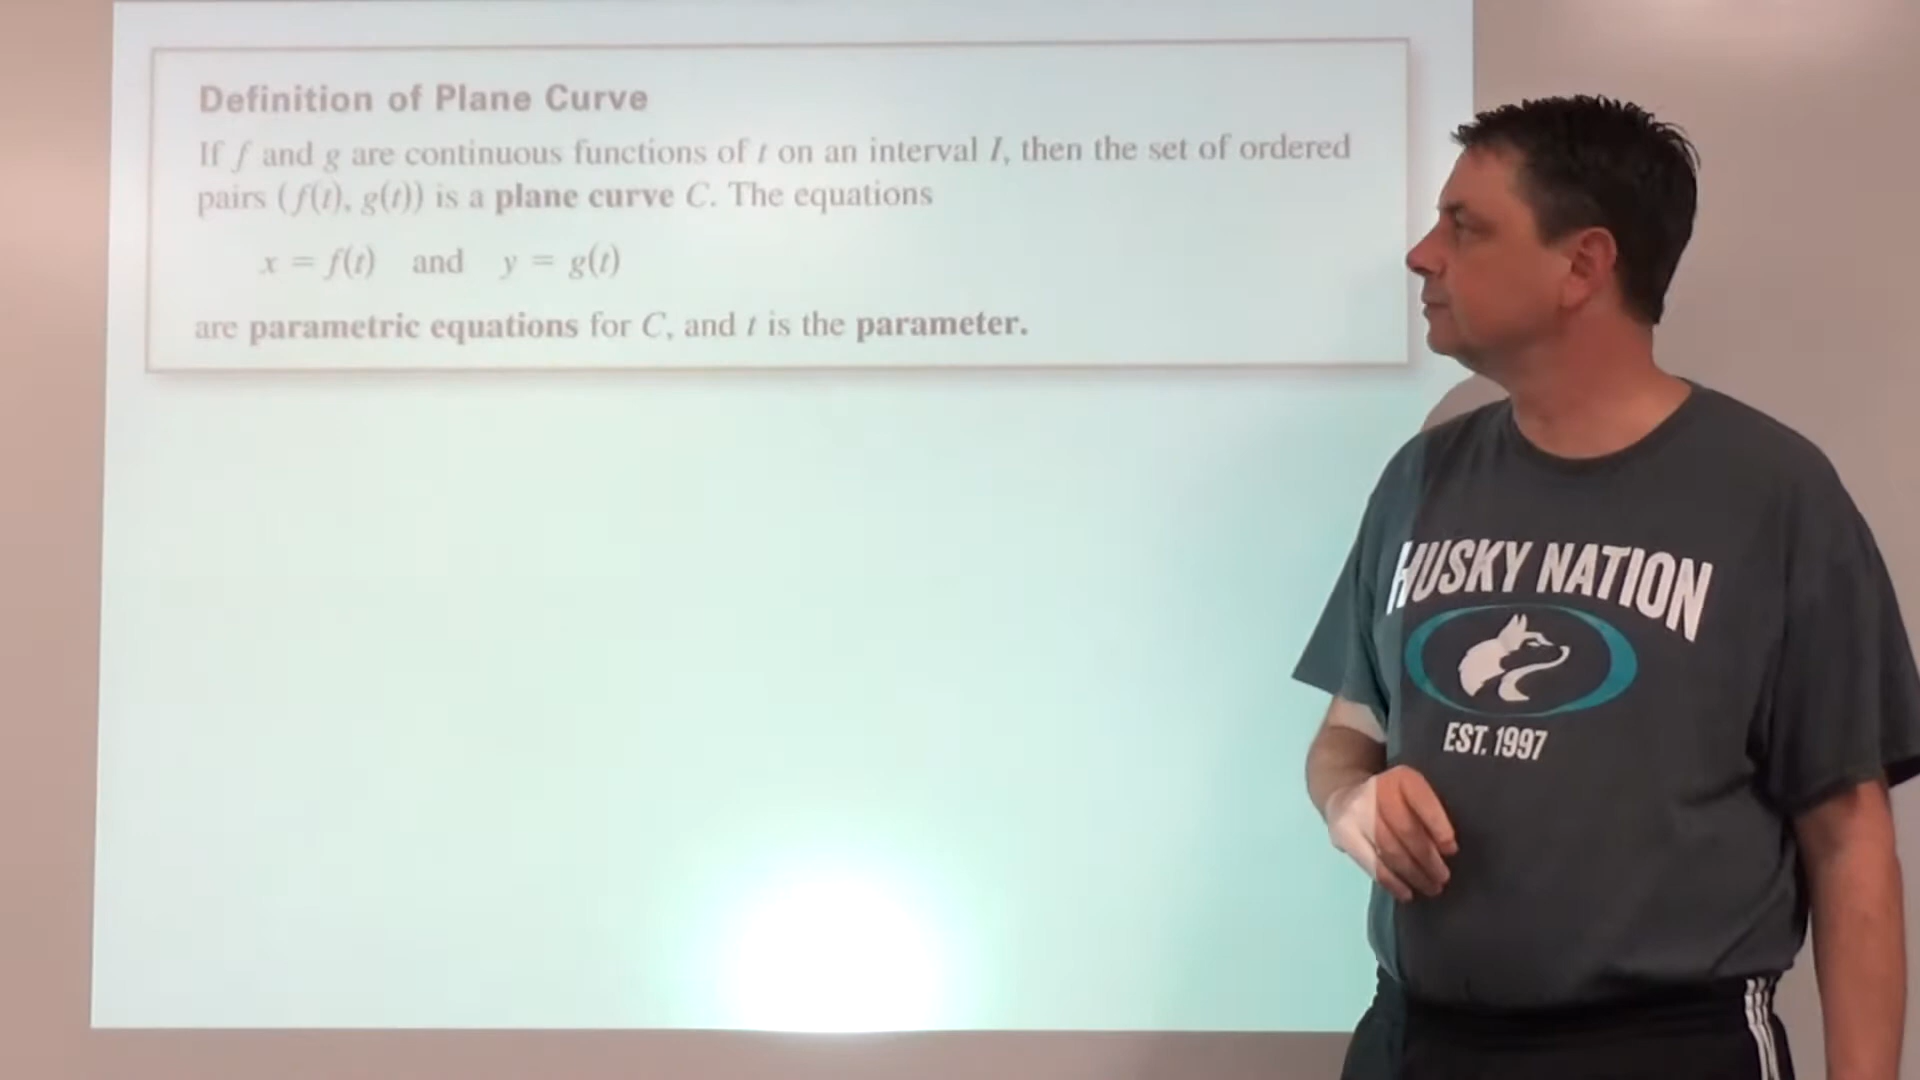 Definition of Plane Curve
If f and g are continuous functions of t on an interval I, then the set of ordered
pairs (f(t), g(t)) is a plane curve C. The equations
x = f(t) and y = g(t)
are parametric equations for C, and t is the parameter.
HUSKY NATION
EST. 1997